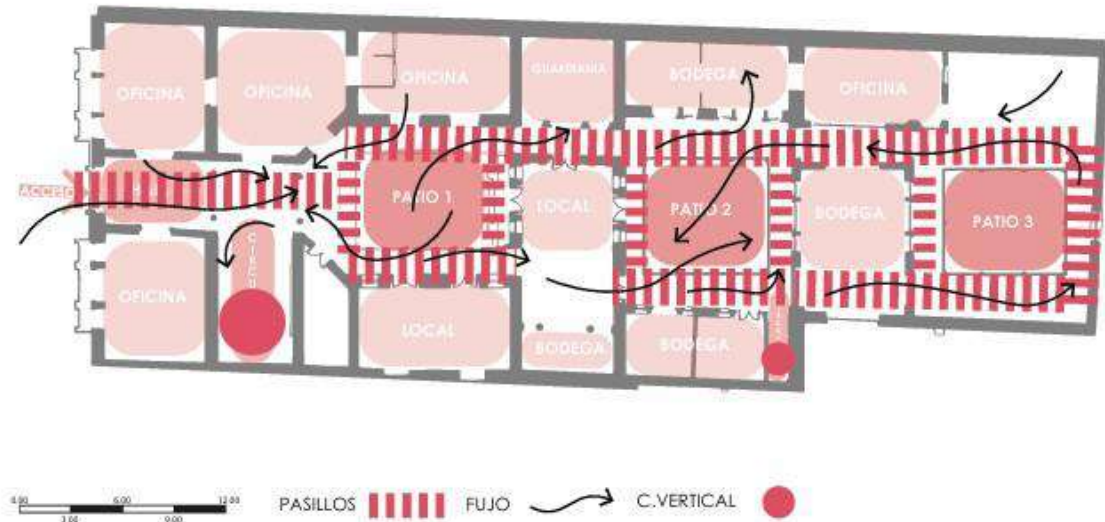 OFICINA
OFICINA
OFICINA
GUARDIANIA
BODEGA
OFICINA
ACCESO
PATIO 1
LOCAL
PATIO 2
BODEGA
PATIO 3
OFICINA
LOCAL
BODEGA
BODEGA
0.00 6.00 12.00
3.00 9.00
PASILLOS FUJO C.VERTICAL